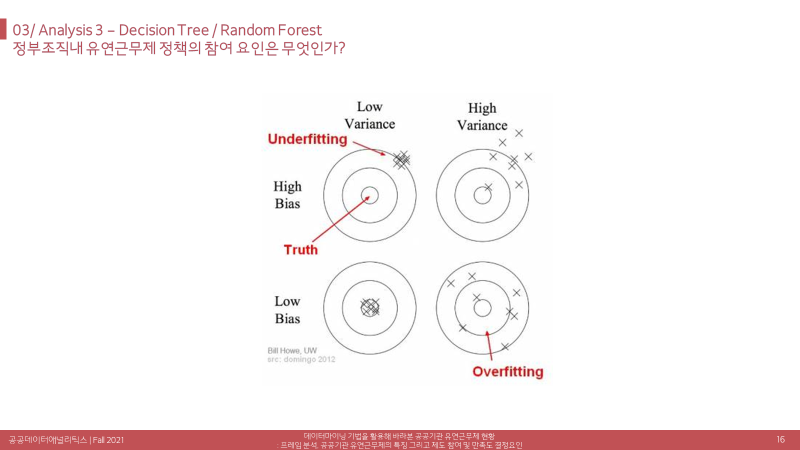 03/ Analysis 3 – Decision Tree / Random Forest
정부조직내 유연근무제 정책의 참여 요인은 무엇인가?
Low
Variance
High
Variance
Underfitting
High
Bias
Truth
Low
Bias
Bill Howe, UW
src: domingo 2012
Overfitting
공공데이터애널리틱스 | Fall 2021
데이터마이닝 기법을 활용해 바라본 공공기관 유연근무제 현황
: 프레임 분석, 공공기관 유연근무제의 특징 그리고 제도 참여 및 만족도 결정요인
16